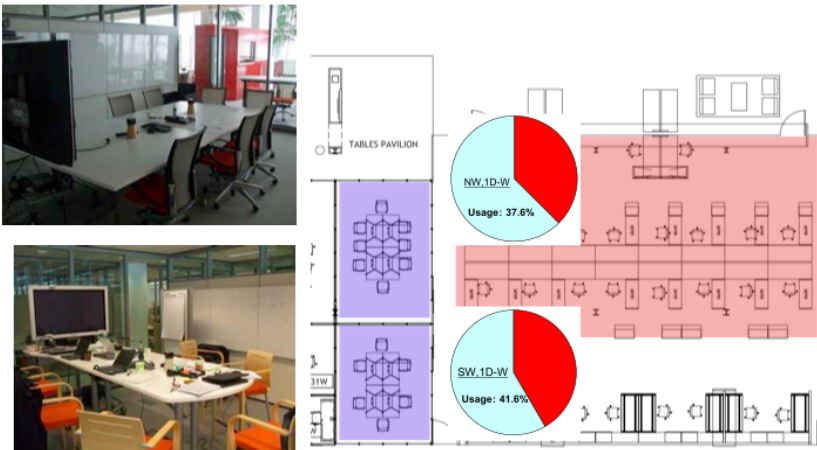 TABLES PAVILION
NW,1D-W
Usage: 37.6%
SW,1D-W
Usage: 41.6%
31W